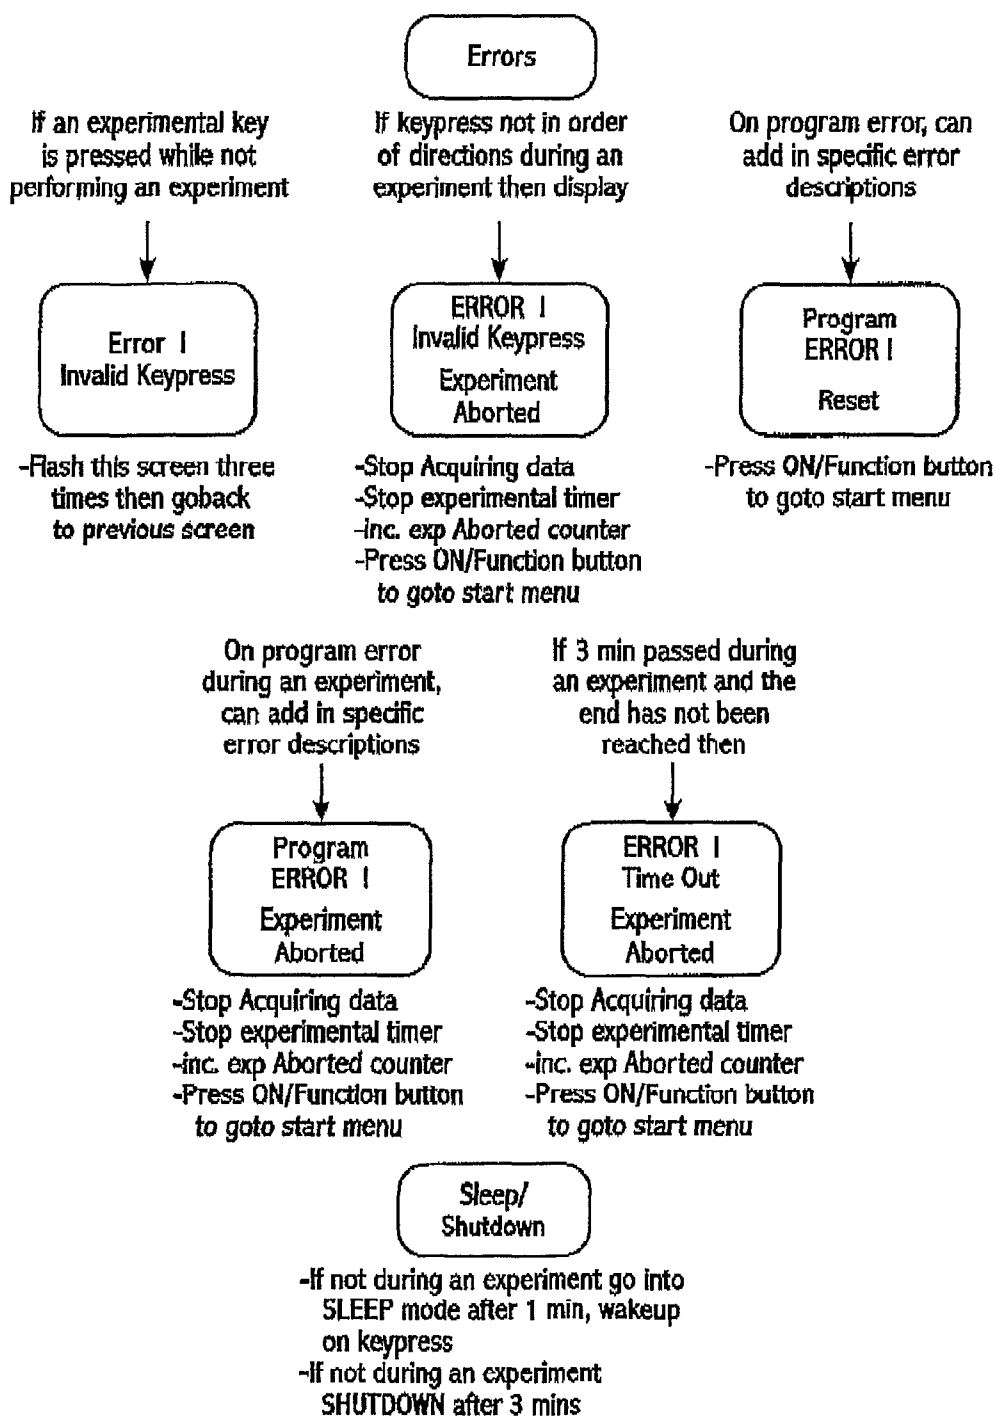 Errors
If an experimental key
is pressed while not
performing an experiment
If keypress not in order
of directions during an
experiment then display
On program error, can
add in specific error
descriptions
Error I
Invalid Keypress
ERROR I
Invalid Keypress
Experiment
Aborted
Program
ERROR I
Reset
-Flash this screen three
times then goback
to previous screen
-Stop Acquiring data
-Stop experimental timer
-inc. exp Aborted counter
-Press ON/Function button
to goto start menu
-Press ON/Function button
to goto start menu
On program error
during an experiment,
can add in specific
error descriptions
If 3 min passed during
an experiment and the
end has not been
reached then
Program
ERROR I
Experiment
Aborted
ERROR I
Time Out
Experiment
Aborted
-Stop Acquiring data
-Stop experimental timer
-inc. exp Aborted counter
-Press ON/Function button
to goto start menu
-Stop Acquiring data
-Stop experimental timer
-inc. exp Aborted counter
-Press ON/Function button
to goto start menu
Sleep/
Shutdown
-If not during an experiment go into
SLEEP mode after 1 min, wakeup
on keypress
-If not during an experiment
SHUTDOWN after 3 mins